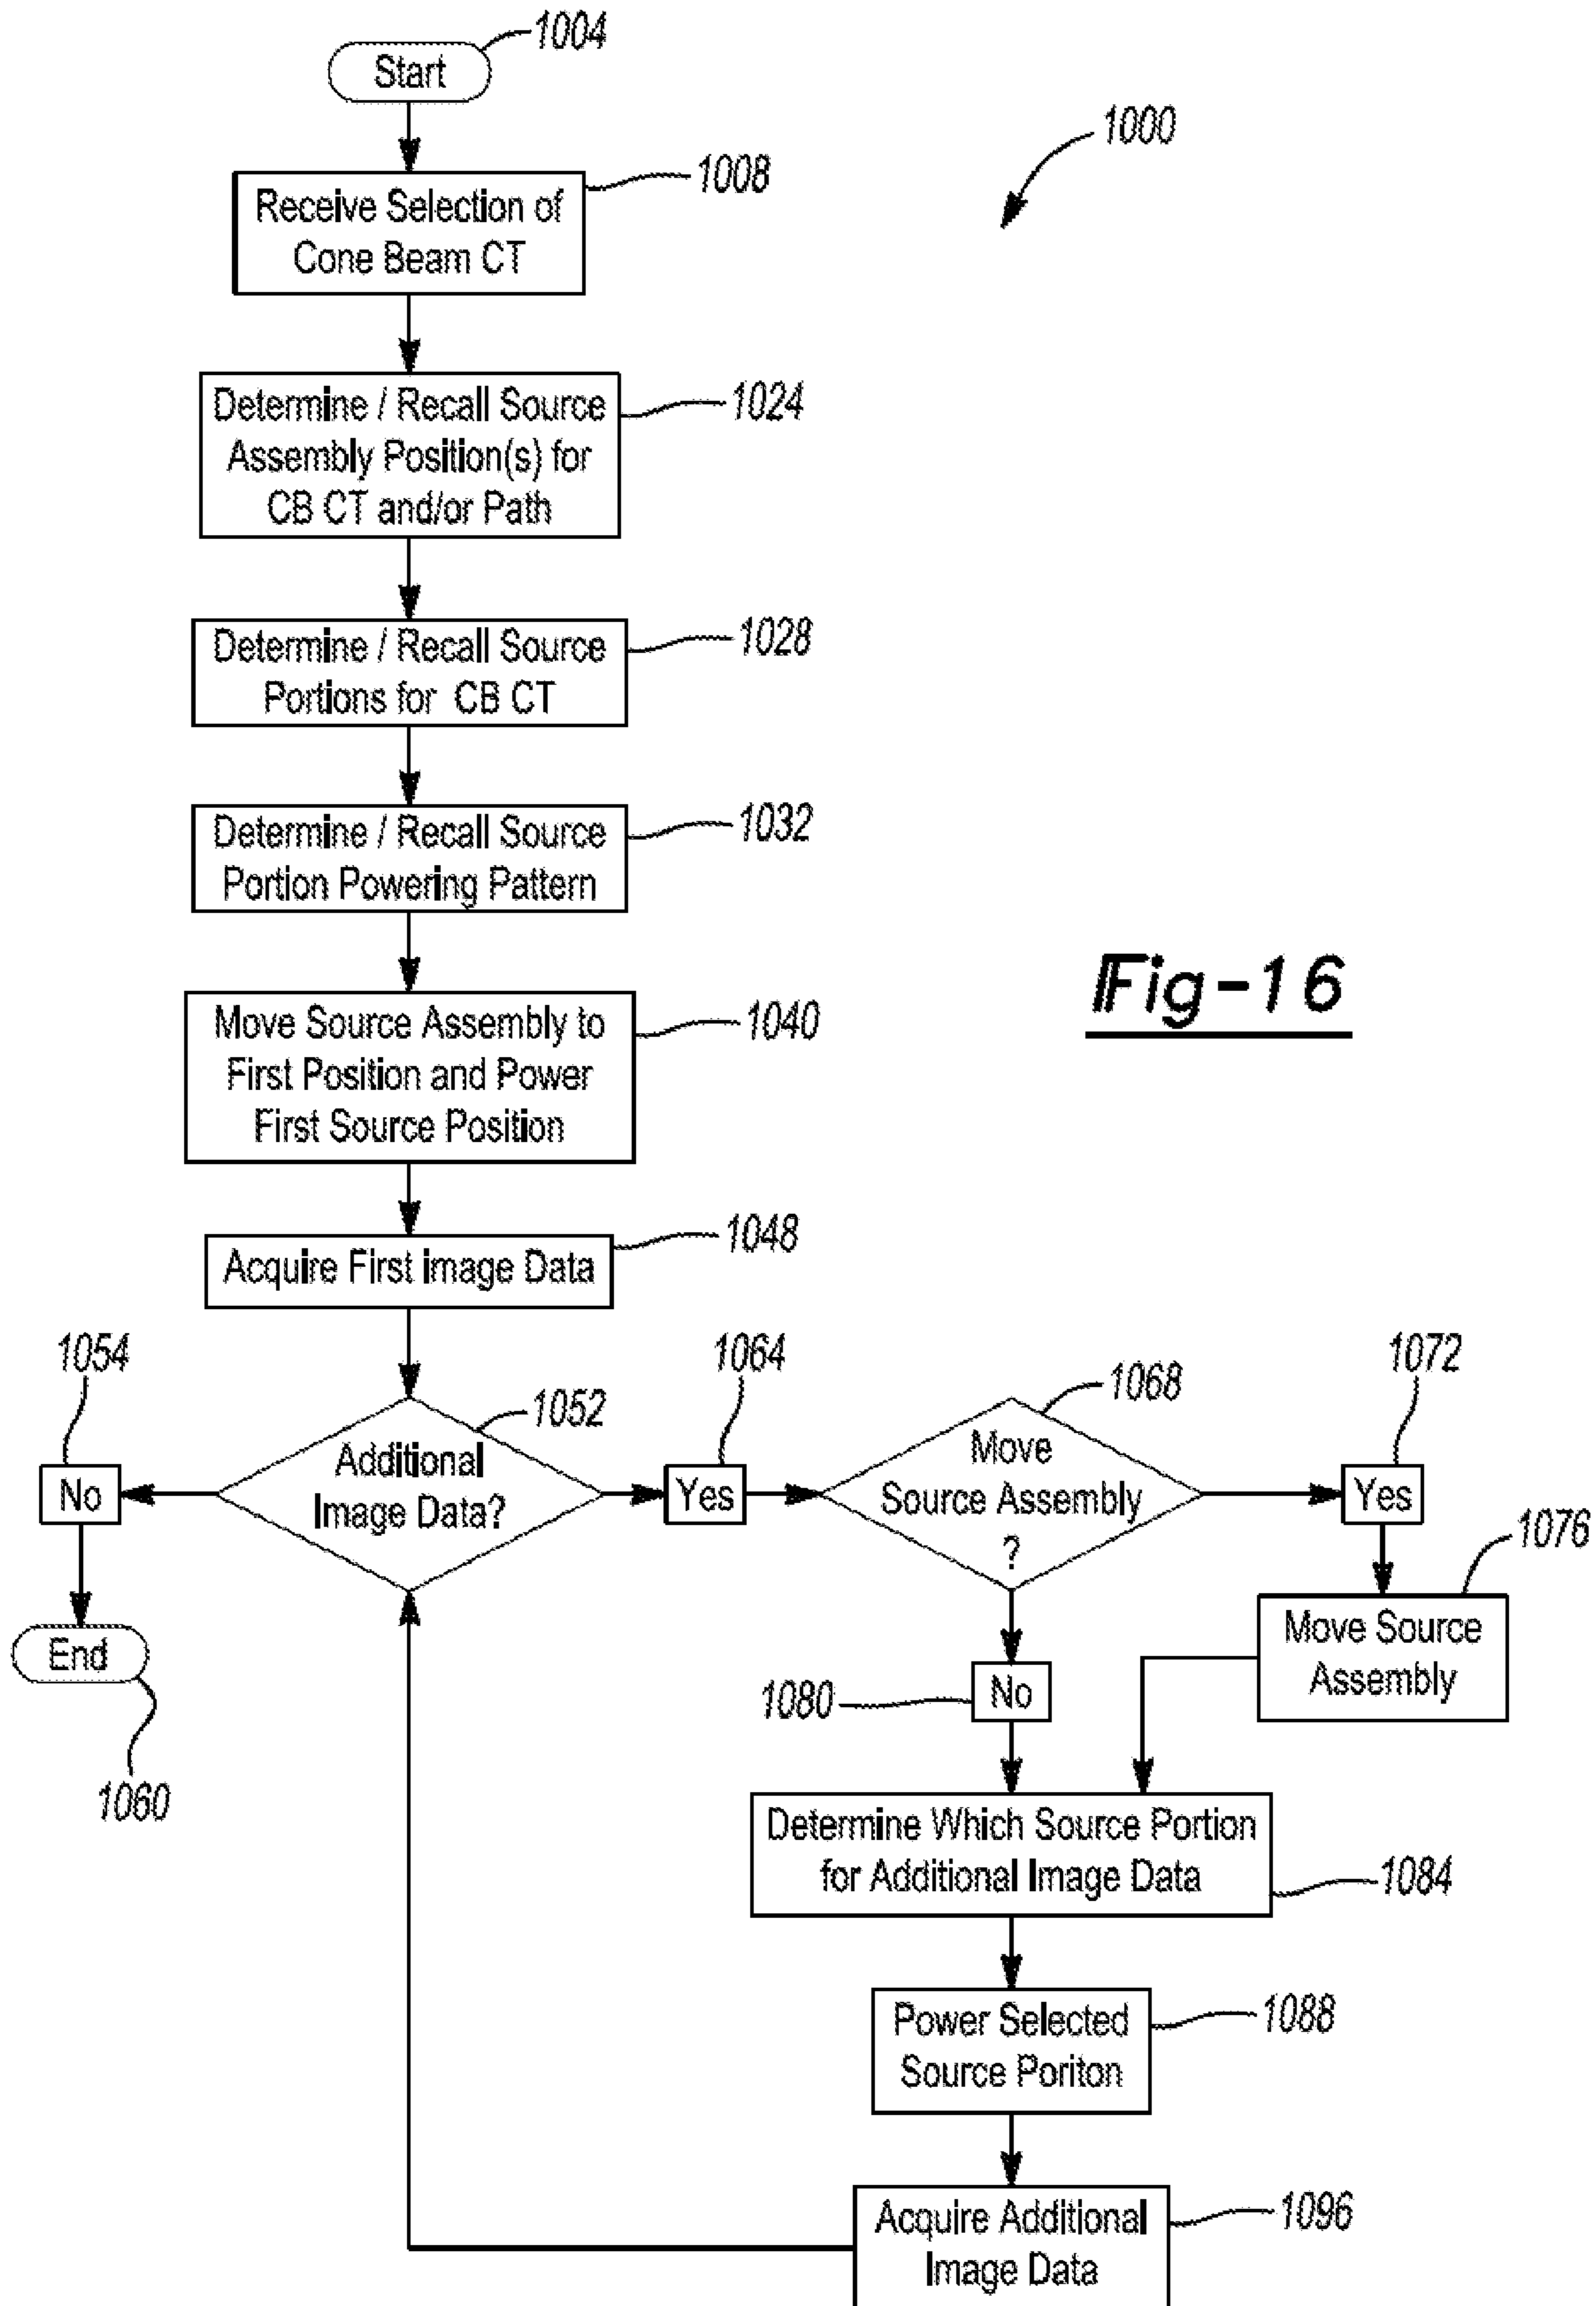 Start
1004
1000
Receive Selection of
Cone Beam CT
1008
Determine / Recall Source
Assembly Position(s) for
CB CT and/or Path
1024
Determine / Recall Source
Portions for CB CT
1028
Determine / Recall Source
Portion Powering Pattern
1032
Fig-16
Move Source Assembly to
First Position and Power
First Source Position
1040
Acquire First image Data
1048
1054
No
Additional
Image Data?
1052
1064
Yes
Move
Source Assembly
?
1068
1072
Yes
End
1060
1076
Move Source
Assembly
1080
No
Determine Which Source Portion
for Additional Image Data
1084
Power Selected
Source Poriton
1088
Acquire Additional
Image Data
1096